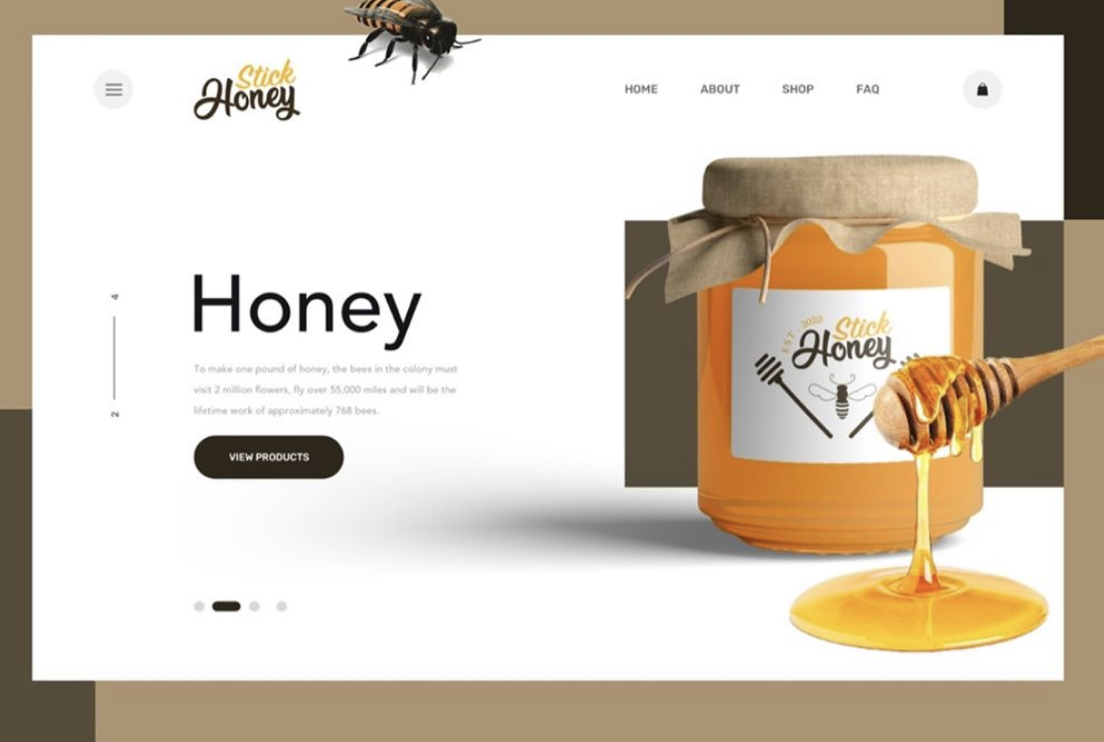 Stick
Honey
HOME ABOUT SHOP FAQ
4
2
Honey
To make one pound of honey, the bees in the colony must
visit 2 million flowers, fly over 55,000 miles and will be the
lifetime work of approximately 768 bees.
VIEW PRODUCTS
EST. 2020
Stick
Honey